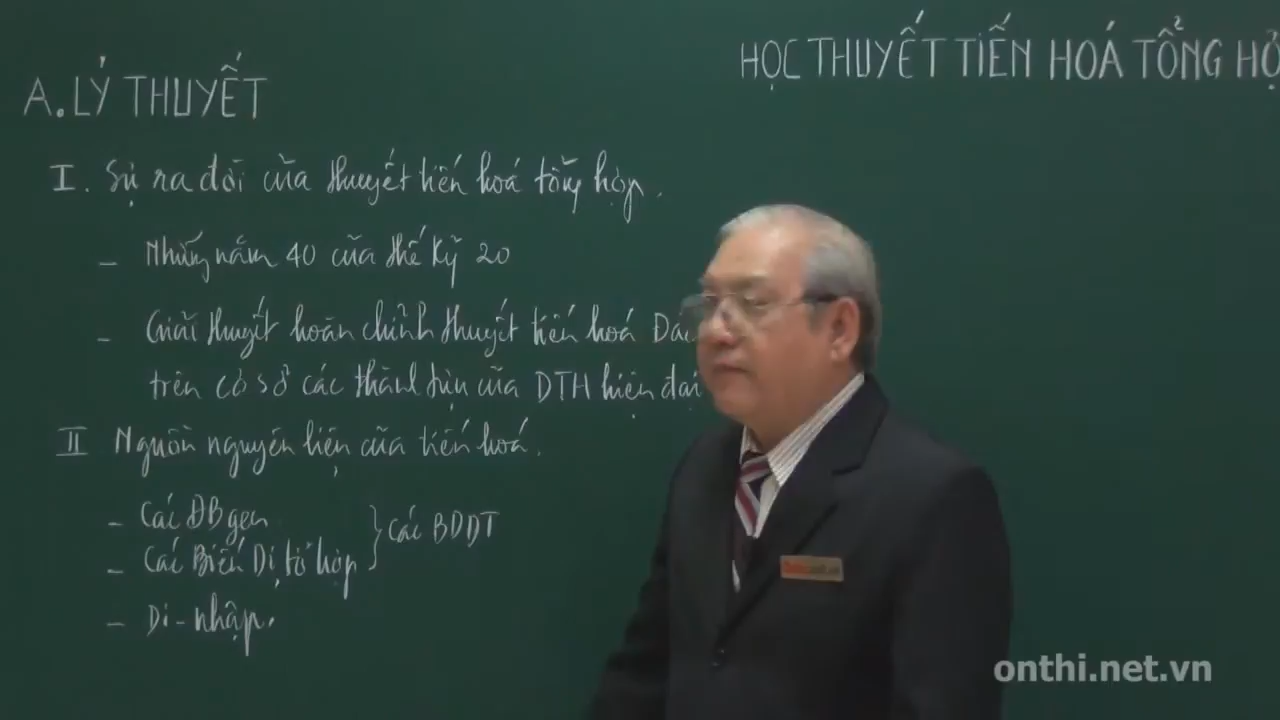 HỌC THUYẾT TIẾN HOÁ TỔNG HỢ
A. LÝ THUYẾT
I. Sự ra đời của thuyết tiến hoá tổng hợp.
- Những năm 40 của thế kỷ 20
- Giải thuyết hoàn chỉnh thuyết tiến hoá Đác
trên cơ sở các thành tựu của DTH hiện đại
II Nguồn nguyên liệu của tiến hoá.
- Các ĐB gen
- Các Biến Dị tổ hợp } các BDDT
- Di - nhập.
onthi.net.vn